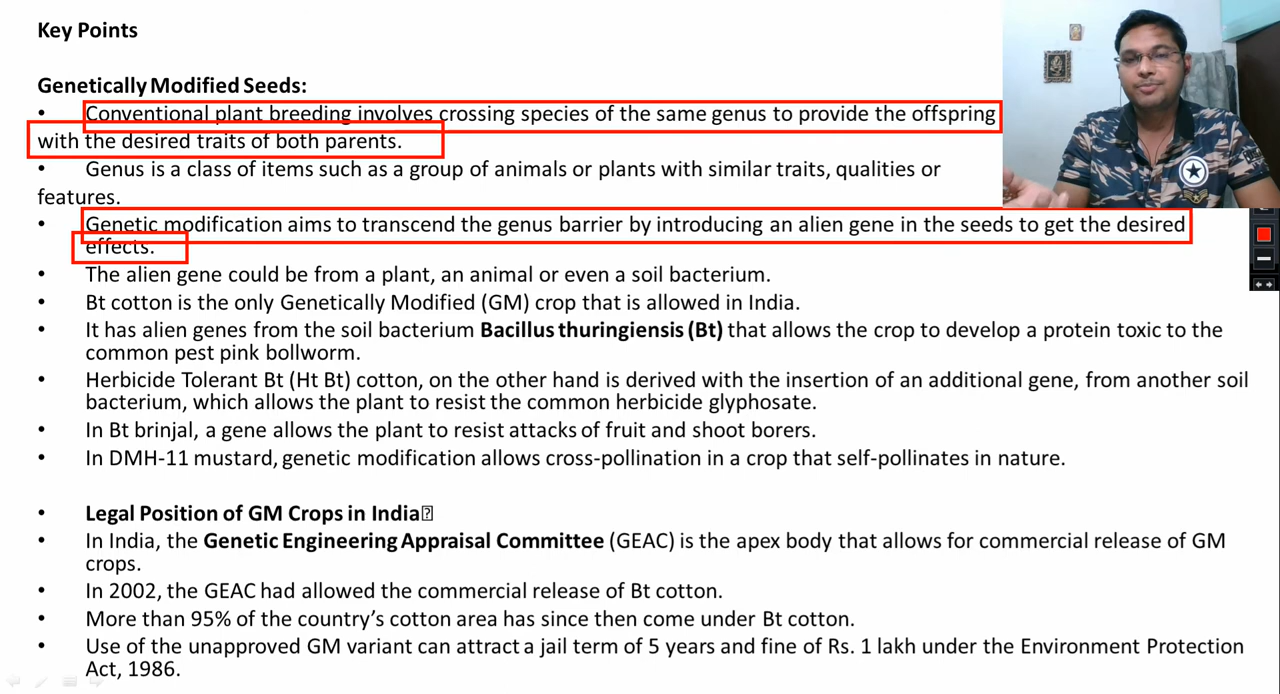 Key Points
Genetically Modified Seeds:
• Conventional plant breeding involves crossing species of the same genus to provide the offspring
with the desired traits of both parents.
• Genus is a class of items such as a group of animals or plants with similar traits, qualities or
features.
• Genetic modification aims to transcend the genus barrier by introducing an alien gene in the seeds to get the desired
effects.
• The alien gene could be from a plant, an animal or even a soil bacterium.
• Bt cotton is the only Genetically Modified (GM) crop that is allowed in India.
• It has alien genes from the soil bacterium Bacillus thuringiensis (Bt) that allows the crop to develop a protein toxic to the
common pest pink bollworm.
• Herbicide Tolerant Bt (Ht Bt) cotton, on the other hand is derived with the insertion of an additional gene, from another soil
bacterium, which allows the plant to resist the common herbicide glyphosate.
• In Bt brinjal, a gene allows the plant to resist attacks of fruit and shoot borers.
• In DMH-11 mustard, genetic modification allows cross-pollination in a crop that self-pollinates in nature.
• Legal Position of GM Crops in India
• In India, the Genetic Engineering Appraisal Committee (GEAC) is the apex body that allows for commercial release of GM
crops.
• In 2002, the GEAC had allowed the commercial release of Bt cotton.
• More than 95% of the country’s cotton area has since then come under Bt cotton.
• Use of the unapproved GM variant can attract a jail term of 5 years and fine of Rs. 1 lakh under the Environment Protection
Act, 1986.